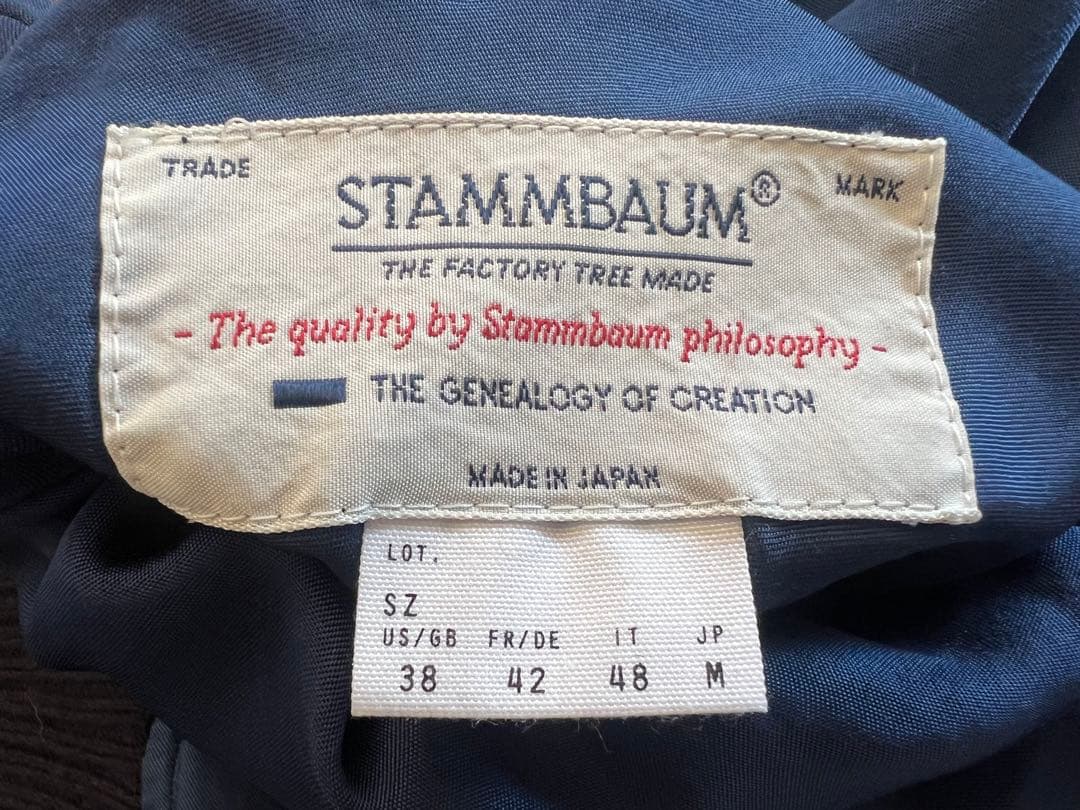 TRADE MARK
STAMMBAUM®
THE FACTORY TREE MADE
- The quality by Stammbaum philosophy -
THE GENEALOGY OF CREATION
MADE IN JAPAN
LOT.
SZ
US/GB FR/DE IT JP
38 42 48 M